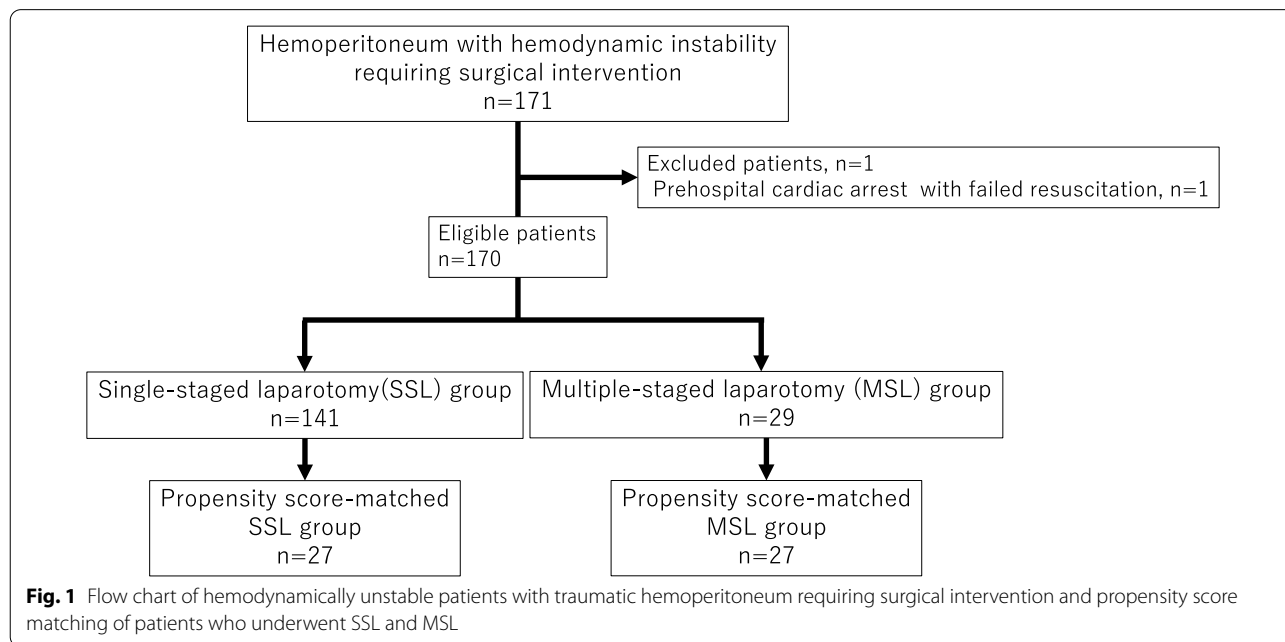 Hemoperitoneum with hemodynamic instability
requiring surgical intervention
n=171
Excluded patients, n=1
Prehospital cardiac arrest with failed resuscitation, n=1
Eligible patients
n=170
Single-staged laparotomy(SSL) group
n=141
Multiple-staged laparotomy (MSL) group
n=29
Propensity score-matched
SSL group
n=27
Propensity score-matched
MSL group
n=27
Fig. 1 Flow chart of hemodynamically unstable patients with traumatic hemoperitoneum requiring surgical intervention and propensity score
matching of patients who underwent SSL and MSL